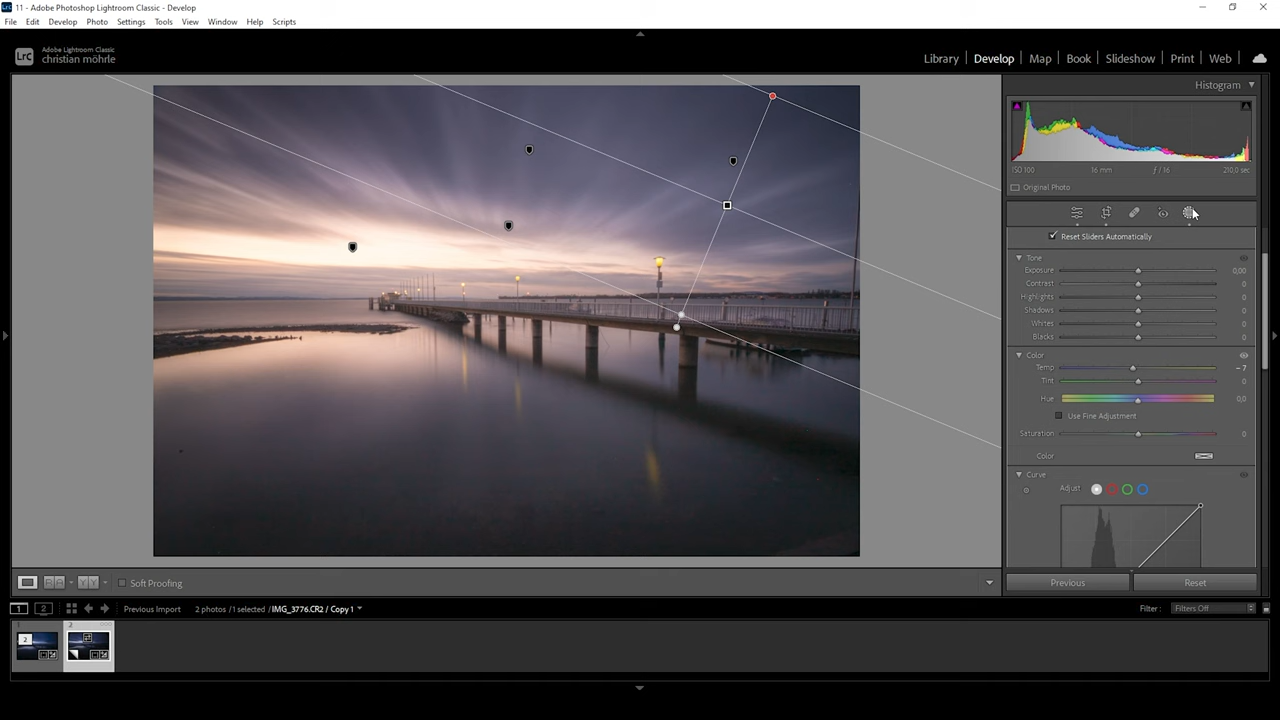 11 - Adobe Photoshop Lightroom Classic - Develop
File Edit Develop Photo Settings Tools View Window Help Scripts
Lrc Adobe Lightroom Classic
christian möhrle
Library | Develop | Map | Book | Slideshow | Print | Web
Histogram
ISO 100 16 mm ƒ / 16 210,0 sec
Original Photo
Reset Sliders Automatically
Tone
Exposure 0,00
Contrast 0
Highlights 0
Shadows 0
Whites 0
Blacks 0
Color
Temp – 7
Tint 0
Hue 0,0
Use Fine Adjustment
Saturation 0
Color
Curve
Adjust
Previous Reset
Soft Proofing
1 2 Previous Import 2 photos / 1 selected / IMG_3776.CR2 / Copy 1 Filter : Filters Off
1 2
2